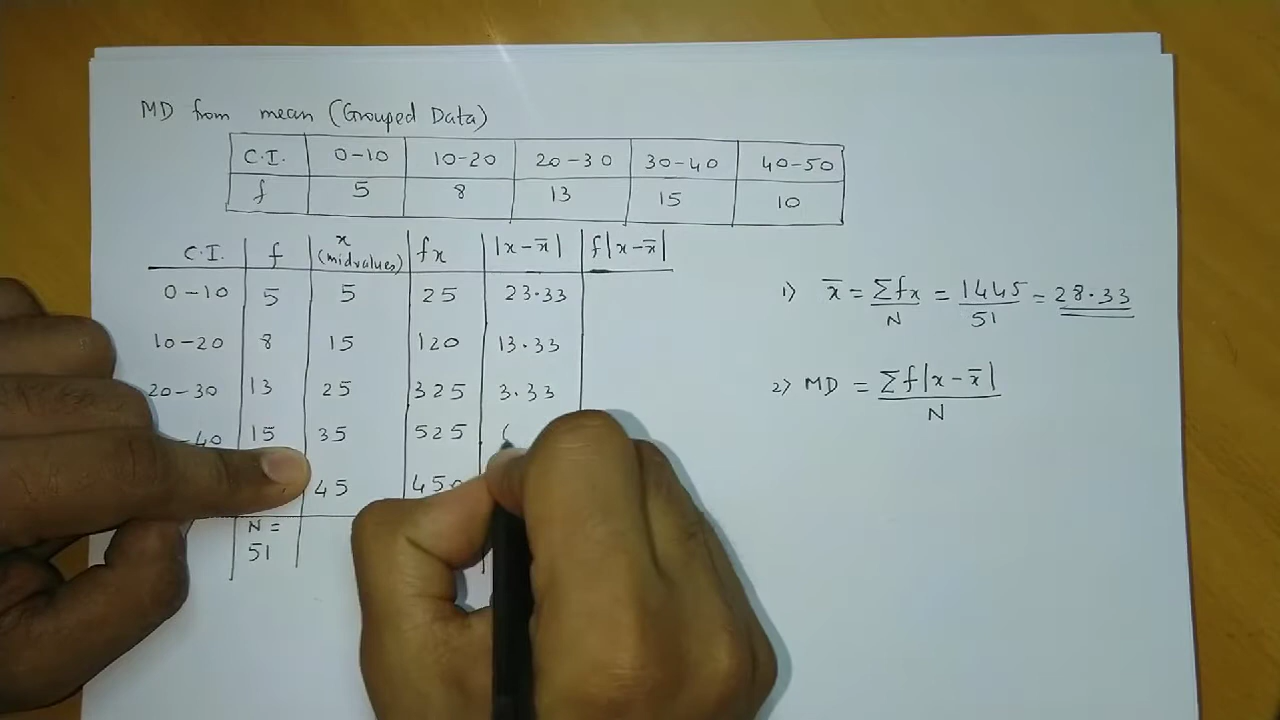 MD from mean (Grouped Data)
C.I. 0-10 10-20 20-30 30-40 40-50
f 5 8 13 15 10
C.I. f x (midvalues) fx |x-x̄| f|x-x̄|
0-10 5 5 25 23.33
10-20 8 15 120 13.33
20-30 13 25 325 3.33
-40 15 35 525
45 450
N = 51
1) x̄ = Σfx / N = 1445 / 51 = 28.33
2) MD = Σf|x-x̄| / N